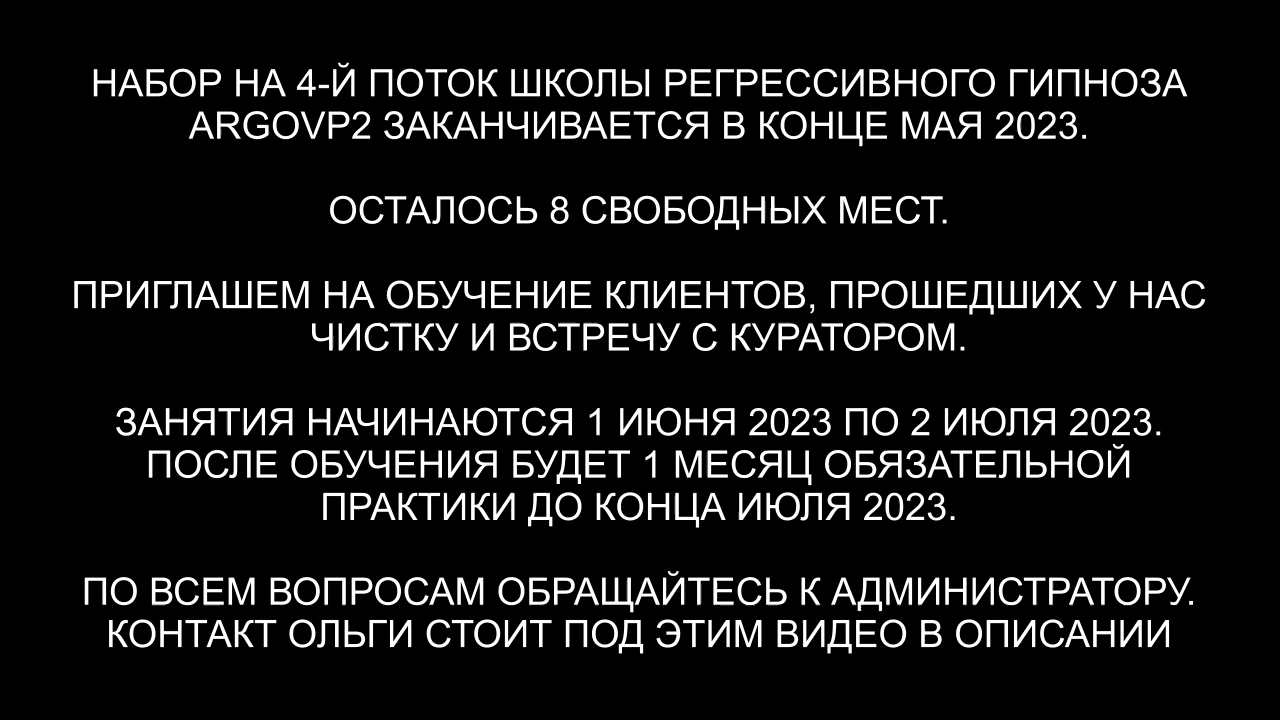 НАБОР НА 4-Й ПОТОК ШКОЛЫ РЕГРЕССИВНОГО ГИПНОЗА
ARGOVP2 ЗАКАНЧИВАЕТСЯ В КОНЦЕ МАЯ 2023.
ОСТАЛОСЬ 8 СВОБОДНЫХ МЕСТ.
ПРИГЛАШЕМ НА ОБУЧЕНИЕ КЛИЕНТОВ, ПРОШЕДШИХ У НАС
ЧИСТКУ И ВСТРЕЧУ С КУРАТОРОМ.
ЗАНЯТИЯ НАЧИНАЮТСЯ 1 ИЮНЯ 2023 ПО 2 ИЮЛЯ 2023.
ПОСЛЕ ОБУЧЕНИЯ БУДЕТ 1 МЕСЯЦ ОБЯЗАТЕЛЬНОЙ
ПРАКТИКИ ДО КОНЦА ИЮЛЯ 2023.
ПО ВСЕМ ВОПРОСАМ ОБРАЩАЙТЕСЬ К АДМИНИСТРАТОРУ.
КОНТАКТ ОЛЬГИ СТОИТ ПОД ЭТИМ ВИДЕО В ОПИСАНИИ